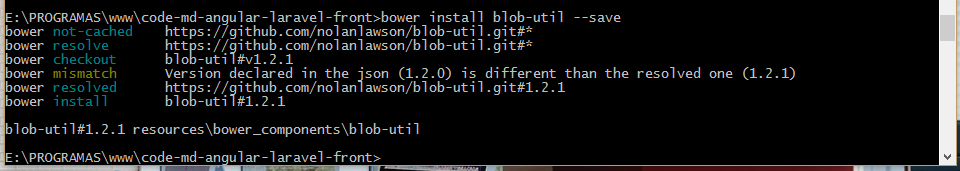 E:\PROGRAMAS\www\code-md-angular-laravel-front>bower install blob-util --save
bower not-cached    https://github.com/nolanlawson/blob-util.git#*
bower resolve       https://github.com/nolanlawson/blob-util.git#*
bower checkout      blob-util#v1.2.1
bower mismatch      Version declared in the json (1.2.0) is different than the resolved one (1.2.1)
bower resolved      https://github.com/nolanlawson/blob-util.git#1.2.1
bower install       blob-util#1.2.1
blob-util#1.2.1 resources\bower_components\blob-util
E:\PROGRAMAS\www\code-md-angular-laravel-front>